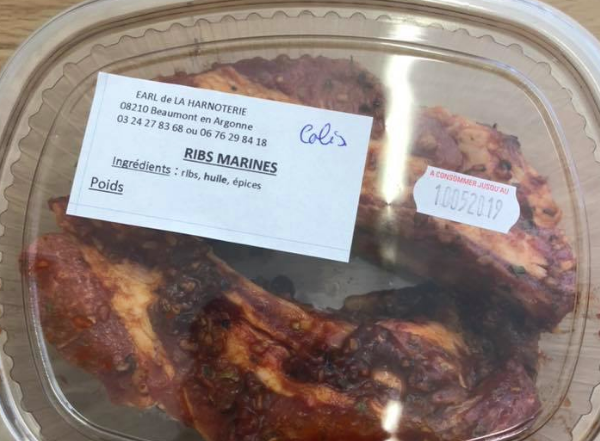 EARL de LA HARNOTERIE
08210 Beaumont en Argonne
03 24 27 83 68 ou 06 76 29 84 18
Colis
RIBS MARINES
Ingrédients : ribs, huile, épices
Poids
A CONSOMMER JUSQU'AU
10052019